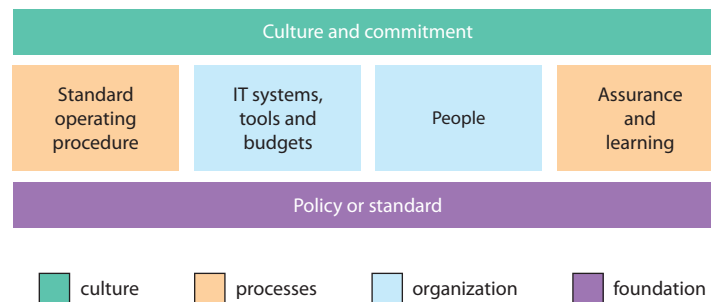 Culture and commitment
Standard
operating
procedure
IT systems,
tools and
budgets
People
Assurance
and
learning
Policy or standard
culture
processes
organization
foundation